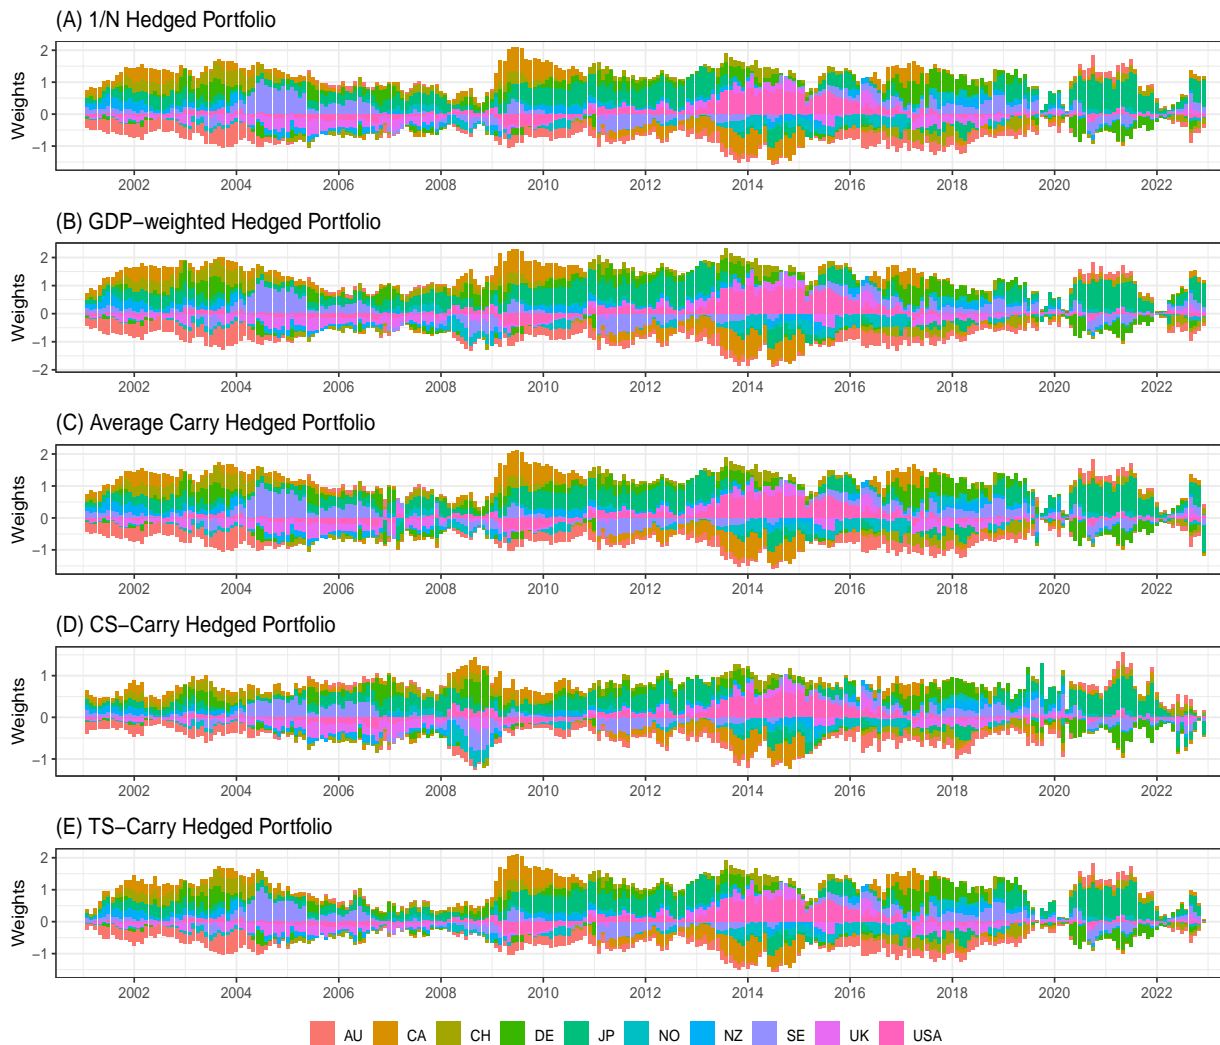 (A) 1/N Hedged Portfolio
Weights
2
1
0
−1
2002 2004 2006 2008 2010 2012 2014 2016 2018 2020 2022
(B) GDP−weighted Hedged Portfolio
Weights
2
1
0
−1
−2
2002 2004 2006 2008 2010 2012 2014 2016 2018 2020 2022
(C) Average Carry Hedged Portfolio
Weights
2
1
0
−1
2002 2004 2006 2008 2010 2012 2014 2016 2018 2020 2022
(D) CS−Carry Hedged Portfolio
Weights
1
0
−1
2002 2004 2006 2008 2010 2012 2014 2016 2018 2020 2022
(E) TS−Carry Hedged Portfolio
Weights
2
1
0
−1
2002 2004 2006 2008 2010 2012 2014 2016 2018 2020 2022
AU CA CH DE JP NO NZ SE UK USA